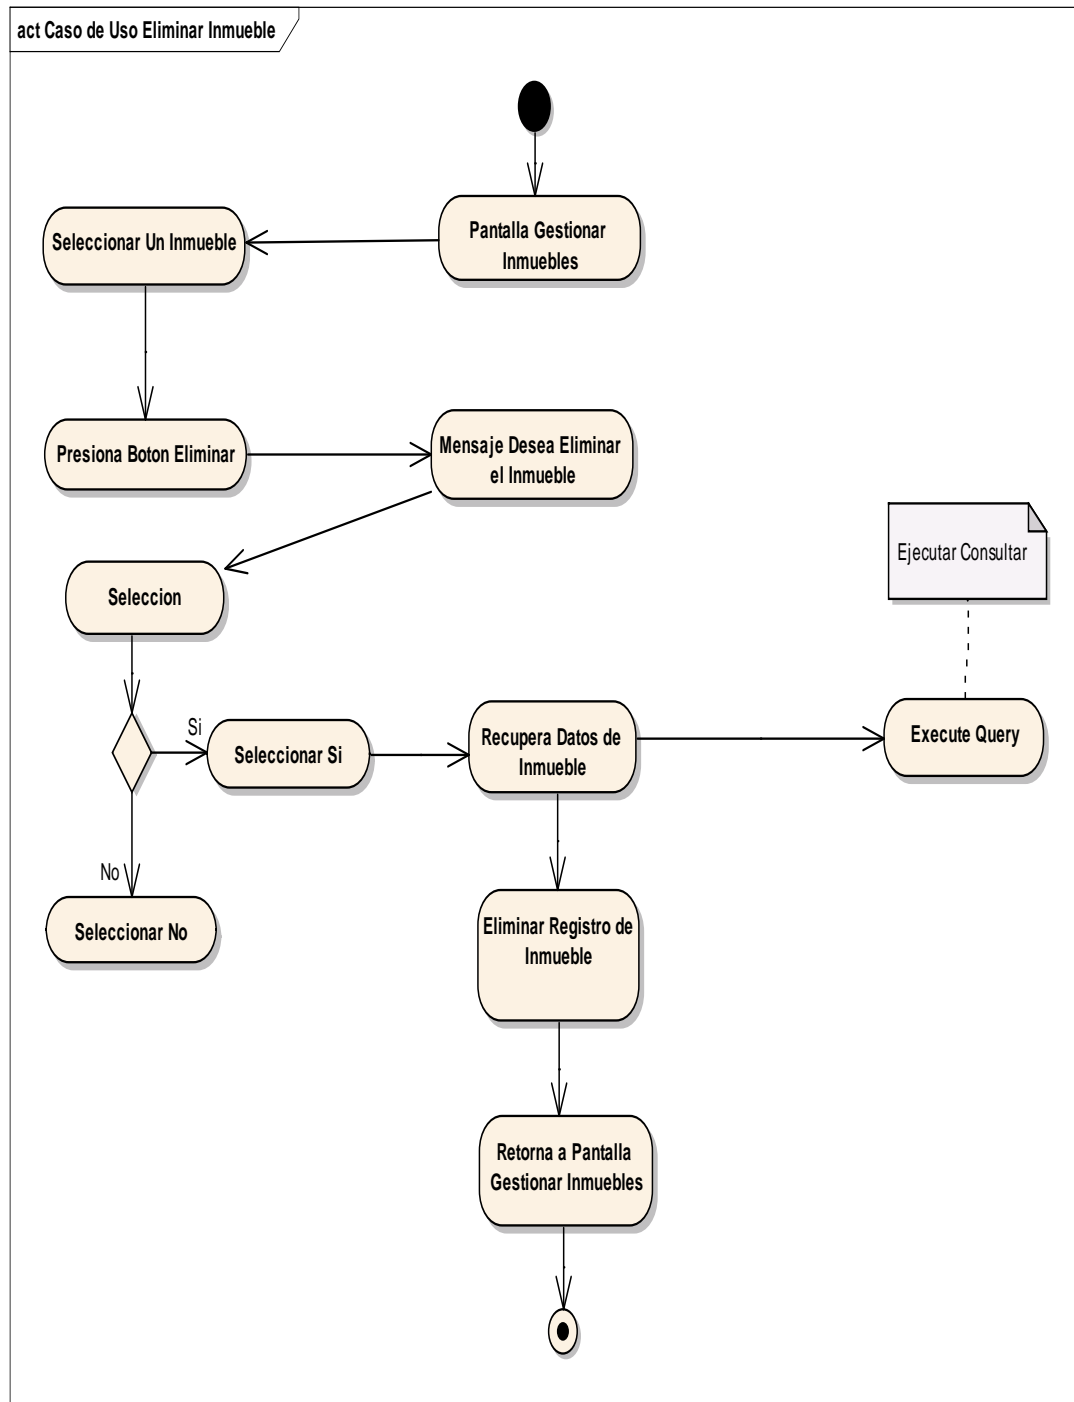 act Caso de Uso Eliminar Inmueble
Pantalla Gestionar
Inmuebles
Seleccionar Un Inmueble
Presiona Boton Eliminar
Mensaje Desea Eliminar
el Inmueble
Ejecutar Consultar
Seleccion
Si
Seleccionar Si
Recupera Datos de
Inmueble
Execute Query
No
Seleccionar No
Eliminar Registro de
Inmueble
Retorna a Pantalla
Gestionar Inmuebles